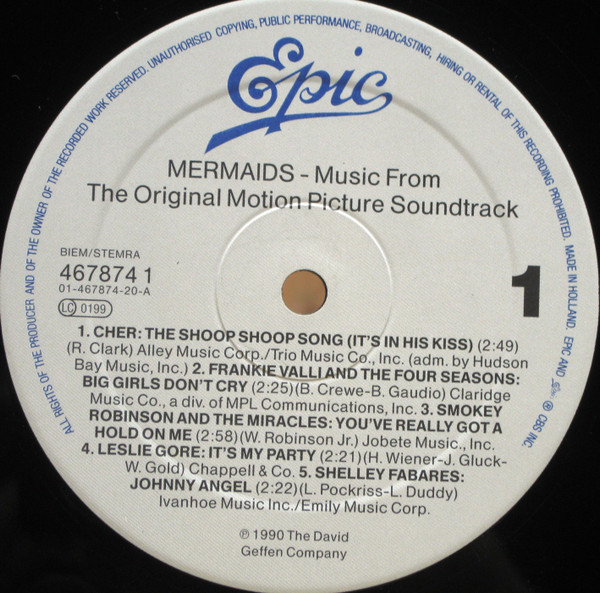 Epic
MERMAIDS - Music From
The Original Motion Picture Soundtrack
BIEM/STEMRA
467874 1
01-467874-20-A
LC 0199
1
1. CHER: THE SHOOP SHOOP SONG (IT'S IN HIS KISS) (2:49)
(R. Clark) Alley Music Corp./Trio Music Co., Inc. (adm. by Hudson
Bay Music, Inc.) 2. FRANKIE VALLI AND THE FOUR SEASONS:
BIG GIRLS DON'T CRY (2:25)(B. Crewe-B. Gaudio) Claridge
Music Co., a div. of MPL Communications, Inc. 3. SMOKEY
ROBINSON AND THE MIRACLES: YOU'VE REALLY GOT A
HOLD ON ME (2:58)(W. Robinson Jr.) Jobete Music., Inc.
4. LESLIE GORE: IT'S MY PARTY (2:21)(H. Wiener-J. Gluck-
W. Gold) Chappell & Co. 5. SHELLEY FABARES:
JOHNNY ANGEL (2:22)(L. Pockriss-L. Duddy)
Ivanhoe Music Inc./Emily Music Corp.
℗ 1990 The David
Geffen Company
ALL RIGHTS OF THE PRODUCER AND OF THE OWNER OF THE RECORDED WORK RESERVED. UNAUTHORISED COPYING, PUBLIC PERFORMANCE, BROADCASTING, HIRING OR RENTAL OF THIS RECORDING PROHIBITED. MADE IN HOLLAND. EPIC AND ® CBS INC.